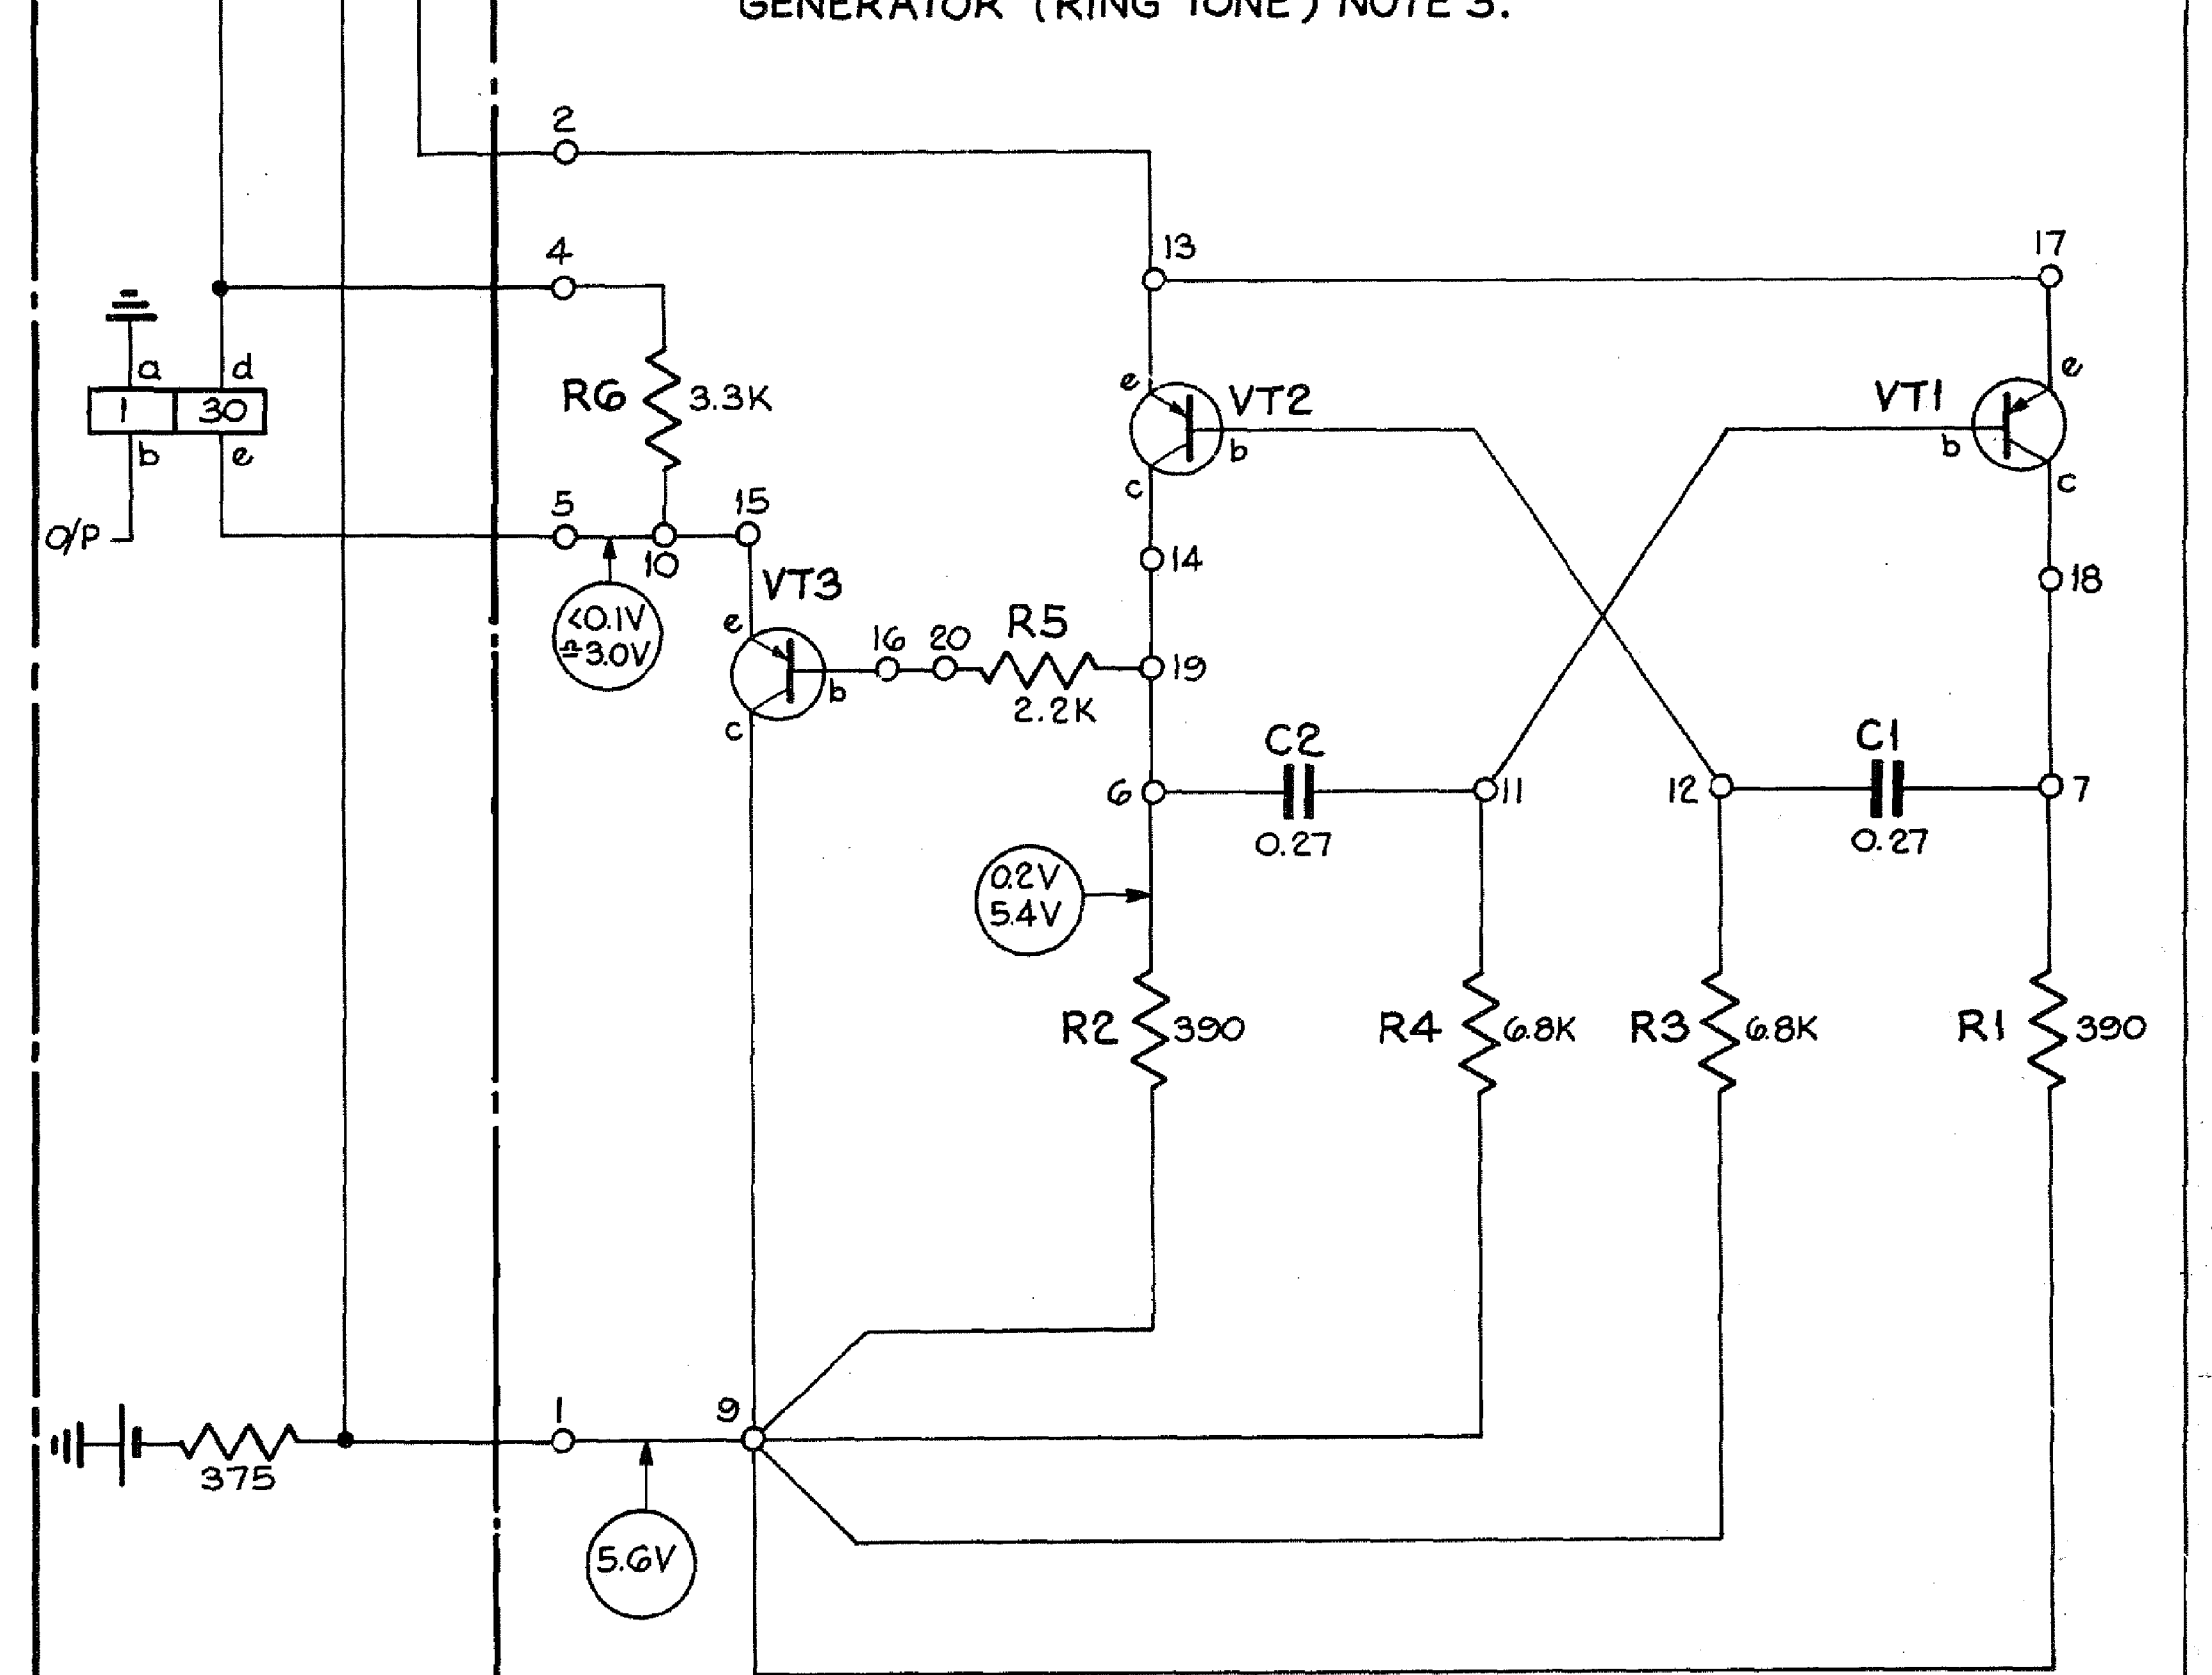 GENERATOR (RING TONE) NOTE 3.
2
13
17
4
a
d
1
30
b
e
O/P
R6
3.3K
e
VT2
b
c
VT1
e
b
c
5
10
15
<0.1V
≏3.0V
VT3
e
b
c
16
20
R5
2.2K
14
19
18
6
C2
0.27
11
12
C1
0.27
7
0.2V
5.4V
R2
390
R4
6.8K
R3
6.8K
R1
390
375
1
9
5.6V